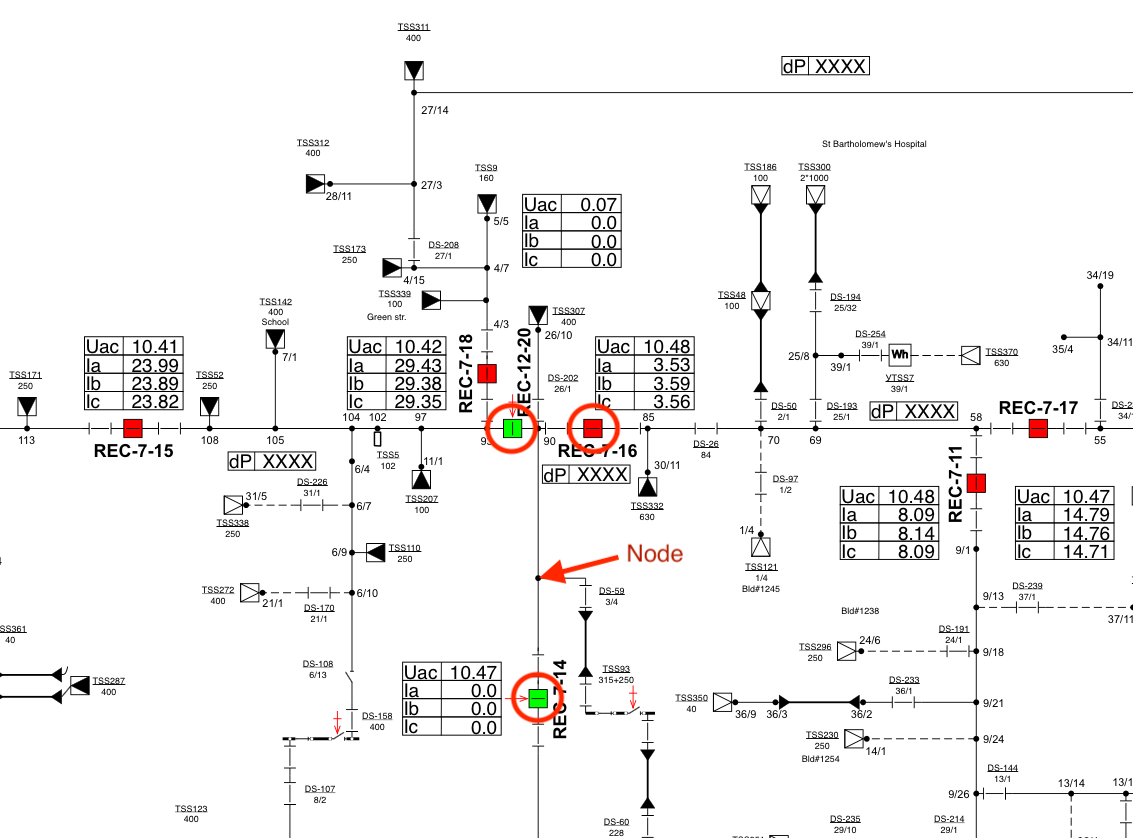 TSS311
400
dP XXXX
27/14
TSS312
400
St Bartholomew's Hospital
27/3
28/11
TSS9
160
TSS186
100
TSS300
2*1000
5/5
Uac 0.07
Ia 0.0
Ib 0.0
Ic 0.0
DS-208
27/1
TSS173
250
4/7
4/15
34/19
TSS339
100
Green str.
TSS142
400
School
TSS48
100
DS-194
25/32
TSS307
400
4/3
26/10
7/1
DS-254
39/1
Wh
УTSS7
39/1
TSS370
630
35/4
34/11
25/8
39/1
Uac 10.41
Ia 23.99
Ib 23.89
Ic 23.82
Uac 10.42
Ia 29.43
Ib 29.38
Ic 29.35
REC-7-18
REC-12-20
Uac 10.48
Ia 3.53
Ib 3.59
Ic 3.56
TSS171
250
TSS52
250
DS-202
26/1
DS-50
2/1
DS-193
25/1
dP XXXX
REC-7-17
113
REC-7-15
108
105
104
102
97
90
REC-7-16
85
70
69
58
55
TSS5
102
DS-26
84
dP XXXX
6/4
11/1
dP XXXX
30/11
TSS207
100
TSS332
630
DS-97
1/2
REC-7-11
DS-226
31/1
31/5
6/7
TSS338
250
Uac 10.48
Ia 8.09
Ib 8.14
Ic 8.09
Uac 10.47
Ia 14.79
Ib 14.76
Ic 14.71
1/4
TSS121
1/4
Bld#1245
6/9
TSS110
250
Node
9/1
TSS272
400
21/1
DS-170
21/1
6/10
DS-59
3/4
DS-239
37/1
9/13
37/11
Bld#1238
DS-191
24/1
24/6
TSS296
250
9/18
DS-108
6/13
TSS287
400
40
Uac 10.47
Ia 0.0
Ib 0.0
Ic 0.0
REC-7-14
TSS93
315+250
DS-233
36/1
TSS350
40
36/9
36/3
36/2
9/21
DS-158
400
TSS230
250
14/1
9/24
Bld#1254
DS-107
8/2
DS-144
13/1
9/26
13/14
TSS123
400
DS-60
228
DS-235
29/10
DS-214
29/1